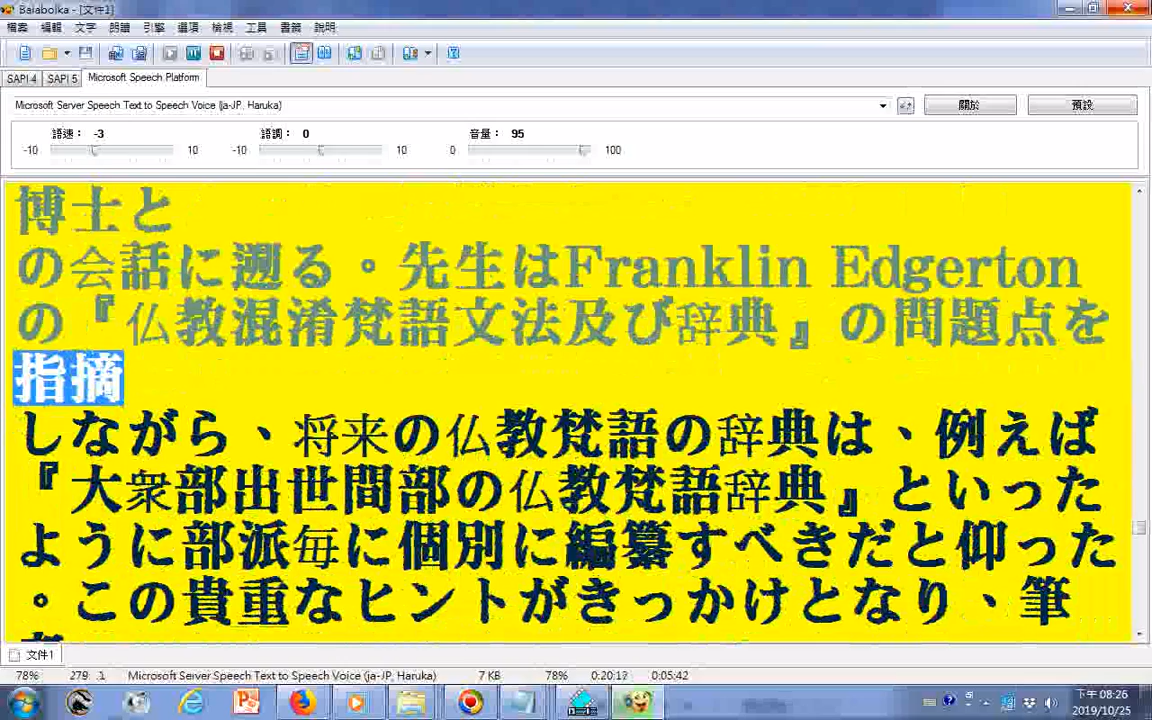 Balabolka - [文件1]
檔案 編輯 文字 朗讀 引擎 選項 檢視 工具 書籤 說明
SAPI 4 SAPI 5 Microsoft Speech Platform
Microsoft Server Speech Text to Speech Voice (ja-JP, Haruka) 關於 預設
語速： -3 語調： 0 音量： 95
-10 10 -10 10 0 100
博士と
の会話に遡る。先生はFranklin Edgerton
の『仏教混淆梵語文法及び辞典』の問題点を
指摘
しながら、将来の仏教梵語の辞典は、例えば
『大衆部出世間部の仏教梵語辞典』といった
ように部派毎に個別に編纂すべきだと仰った
。この貴重なヒントがきっかけとなり、筆
文件1
78% 279 1 Microsoft Server Speech Text to Speech Voice (ja-JP, Haruka) 7 KB 78% 0:20:12 0:05:42
下午 08:26
2019/10/25